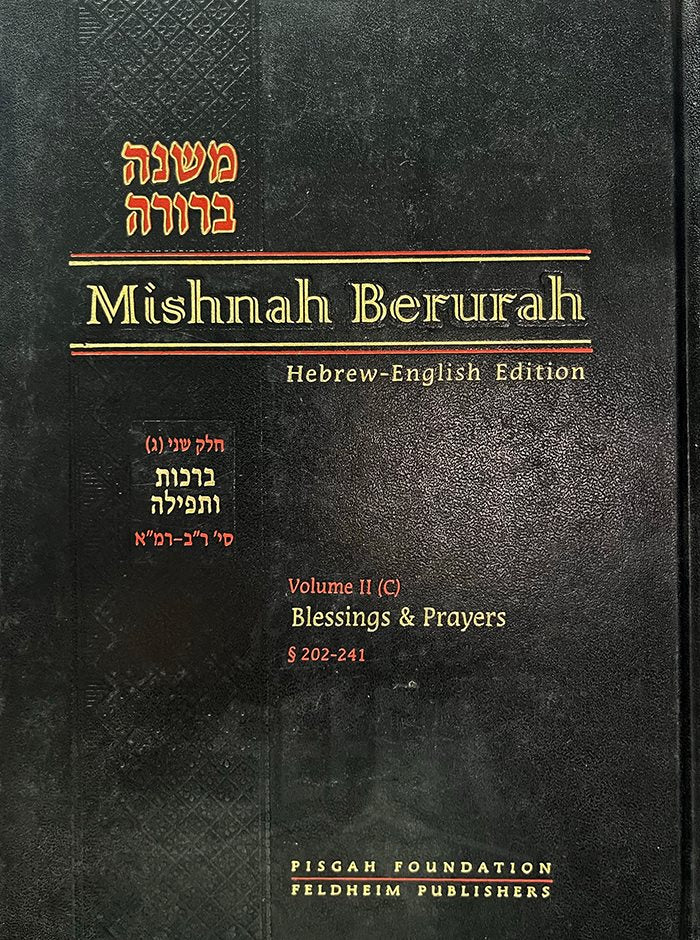 משנה
ברורה
Mishnah Berurah
Hebrew-English Edition
חלק שני (ג)
ברכות
ותפילה
סי׳ ר״ב–רמ״א
Volume II (C)
Blessings & Prayers
§ 202-241
PISGAH FOUNDATION
FELDHEIM PUBLISHERS